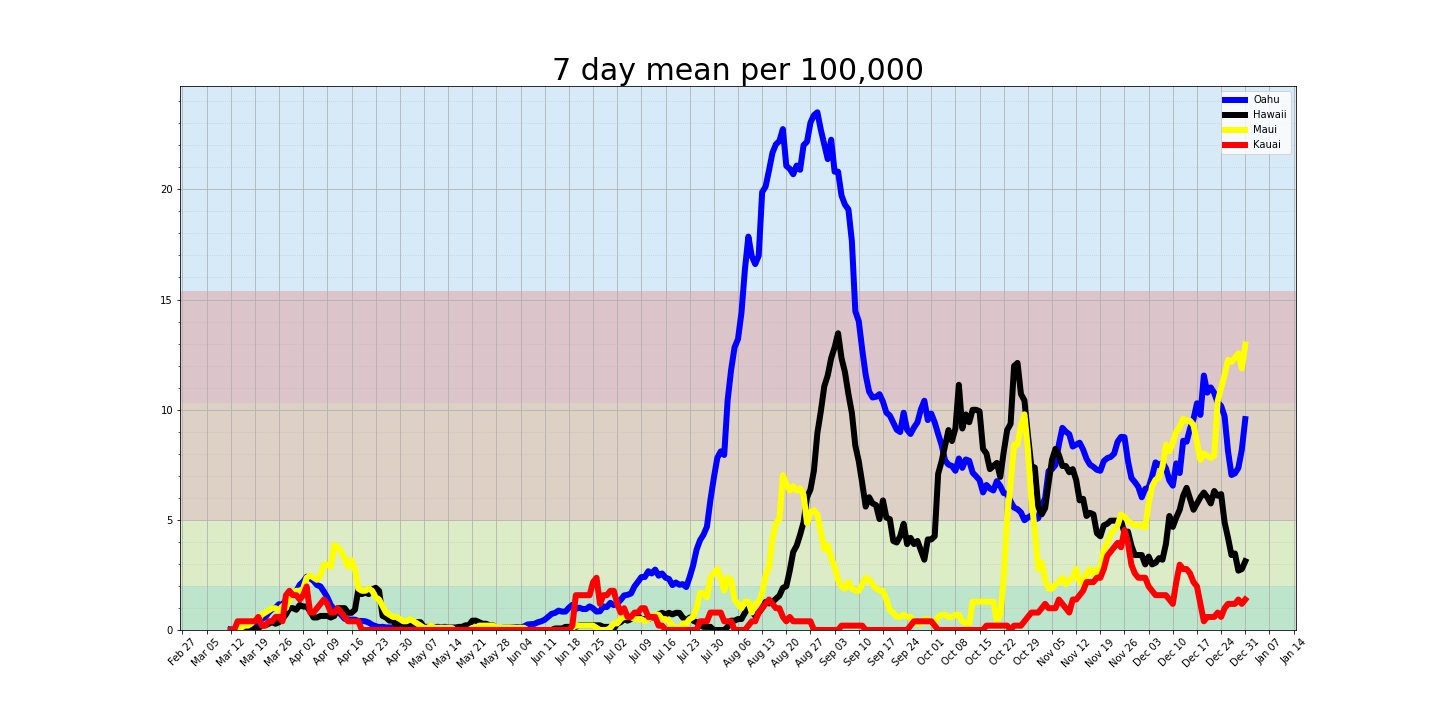 7 day mean per 100,000
Oahu
Hawaii
Maui
Kauai
20
15
10
5
0
Feb 27 Mar 05 Mar 12 Mar 19 Mar 26 Apr 02 Apr 09 Apr 16 Apr 23 Apr 30 May 07 May 14 May 21 May 28 Jun 04 Jun 11 Jun 18 Jun 25 Jul 02 Jul 09 Jul 16 Jul 23 Jul 30 Aug 06 Aug 13 Aug 20 Aug 27 Sep 03 Sep 10 Sep 17 Sep 24 Oct 01 Oct 08 Oct 15 Oct 22 Oct 29 Nov 05 Nov 12 Nov 19 Nov 26 Dec 03 Dec 10 Dec 17 Dec 24 Dec 31 Jan 07 Jan 14